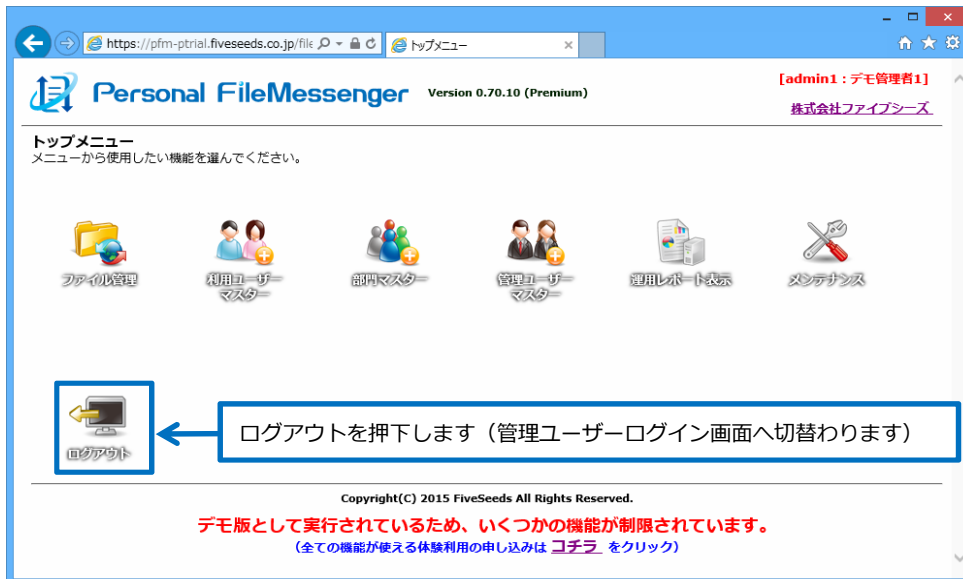 https://pfm-ptrial.fiveseeds.co.jp/file
トップメニュー
Personal FileMessenger
Version 0.70.10 (Premium)
[admin1：デモ管理者1]
株式会社ファイブシーズ
トップメニュー
メニューから使用したい機能を選んでください。
ファイル管理
利用ユーザー
マスター
部門マスター
管理ユーザー
マスター
運用レポート表示
メンテナンス
ログアウト
ログアウトを押下します（管理ユーザーログイン画面へ切替わります）
Copyright(C) 2015 FiveSeeds All Rights Reserved.
デモ版として実行されているため、いくつかの機能が制限されています。
（全ての機能が使える体験利用の申し込みは コチラ をクリック）